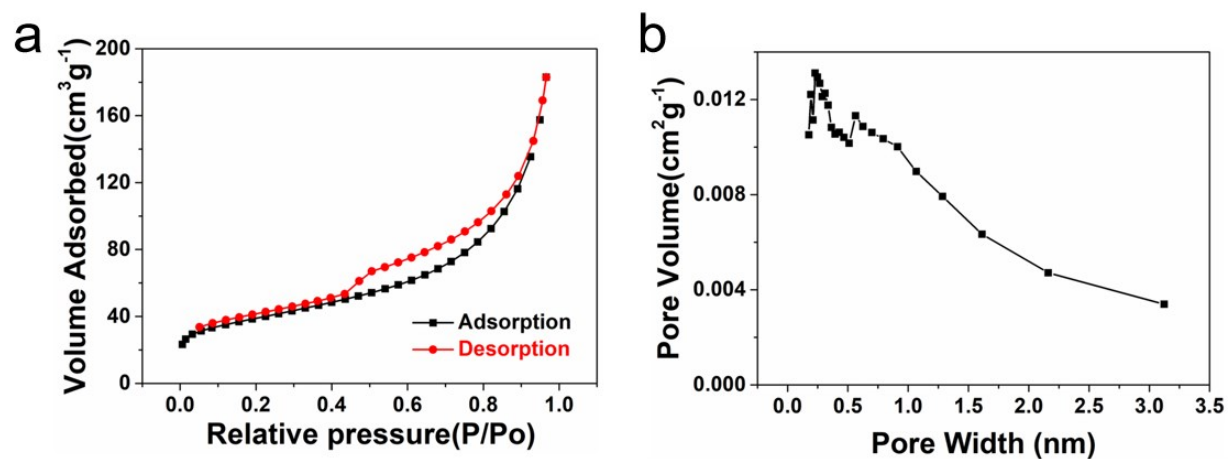 a
Volume Adsorbed(cm³g⁻¹)
200
160
120
80
40
0
Adsorption
Desorption
0.0 0.2 0.4 0.6 0.8 1.0
Relative pressure(P/Po)
b
Pore Volume(cm²g⁻¹)
0.012
0.008
0.004
0.000
0.0 0.5 1.0 1.5 2.0 2.5 3.0 3.5
Pore Width (nm)